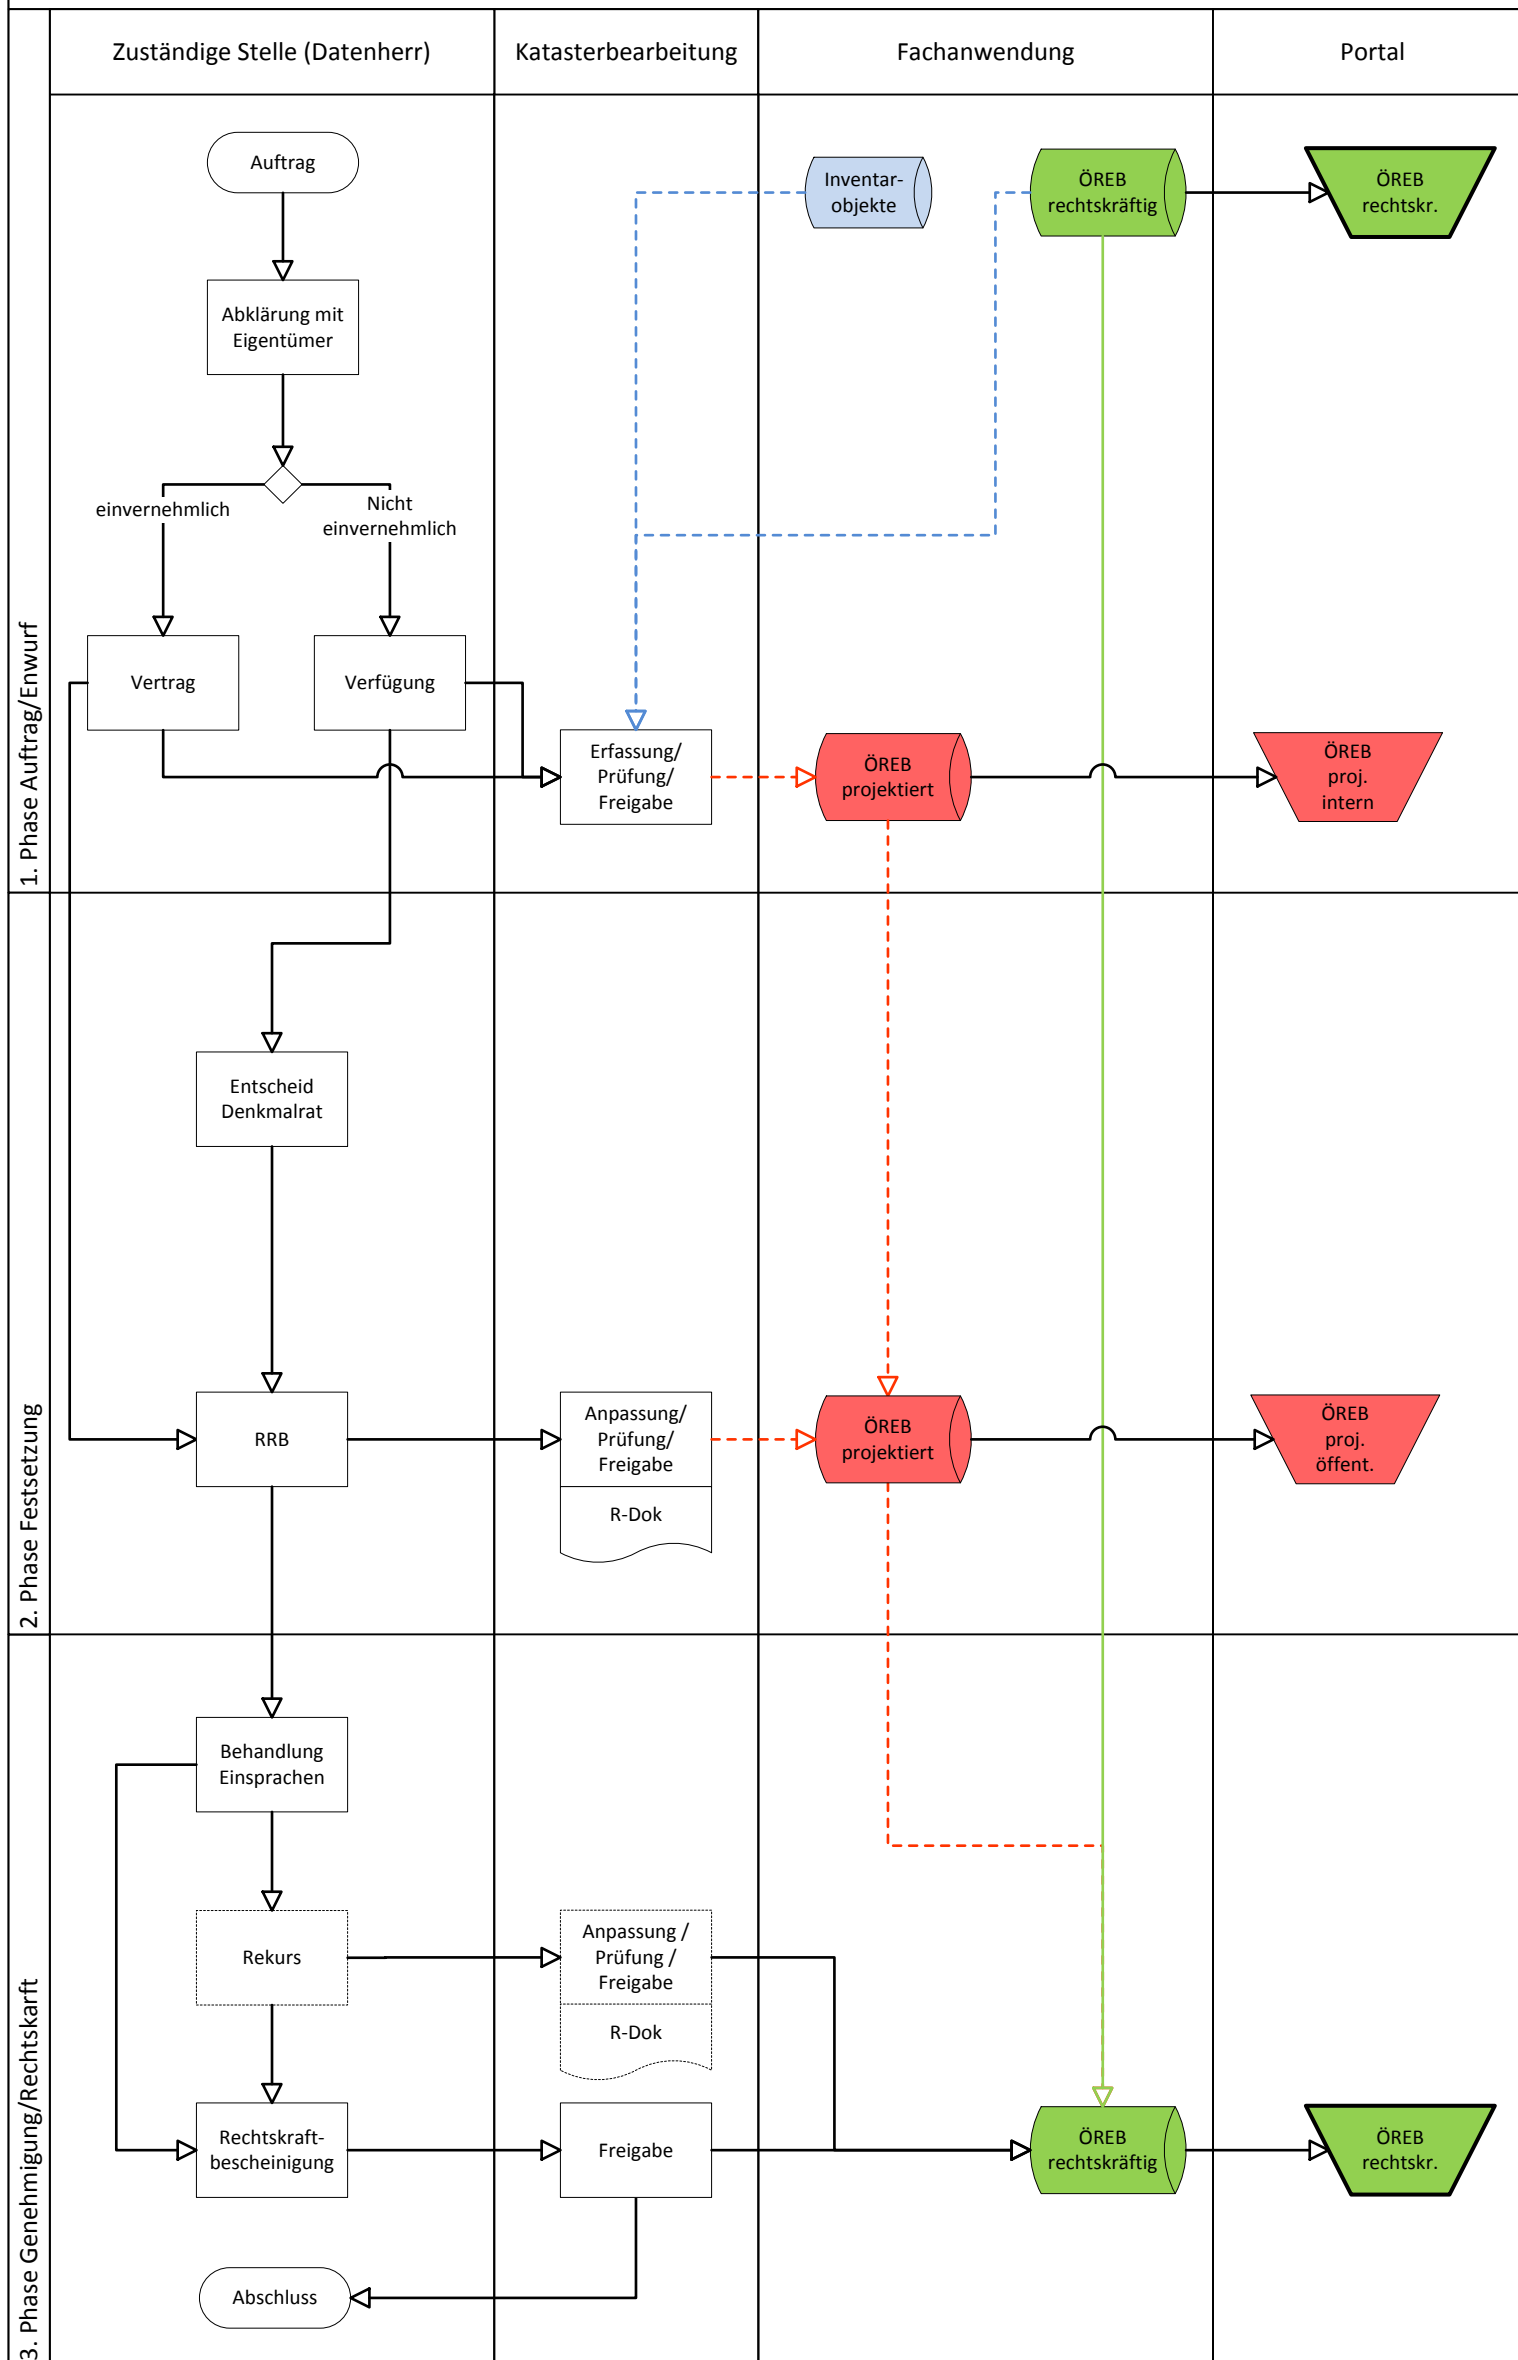 Zuständige Stelle (Datenherr)
Katasterbearbeitung
Fachanwendung
Portal
1. Phase Auftrag/Enwurf
Auftrag
Inventar-
objekte
ÖREB
rechtskräftig
ÖREB
rechtskr.
Abklärung mit
Eigentümer
einvernehmlich
Nicht
einvernehmlich
Vertrag
Verfügung
Erfassung/
Prüfung/
Freigabe
ÖREB
projektiert
ÖREB
proj.
intern
2. Phase Festsetzung
Entscheid
Denkmalrat
RRB
Anpassung/
Prüfung/
Freigabe
R-Dok
ÖREB
projektiert
ÖREB
proj.
öffent.
3. Phase Genehmigung/Rechtskarft
Behandlung
Einsprachen
Rekurs
Anpassung /
Prüfung /
Freigabe
R-Dok
Rechtskraft-
bescheinigung
Freigabe
ÖREB
rechtskräftig
ÖREB
rechtskr.
Abschluss